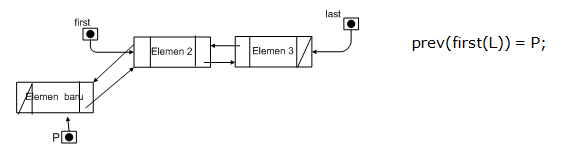 first
last
Elemen 2
Elemen 3
prev(first(L)) = P;
Elemen baru
P